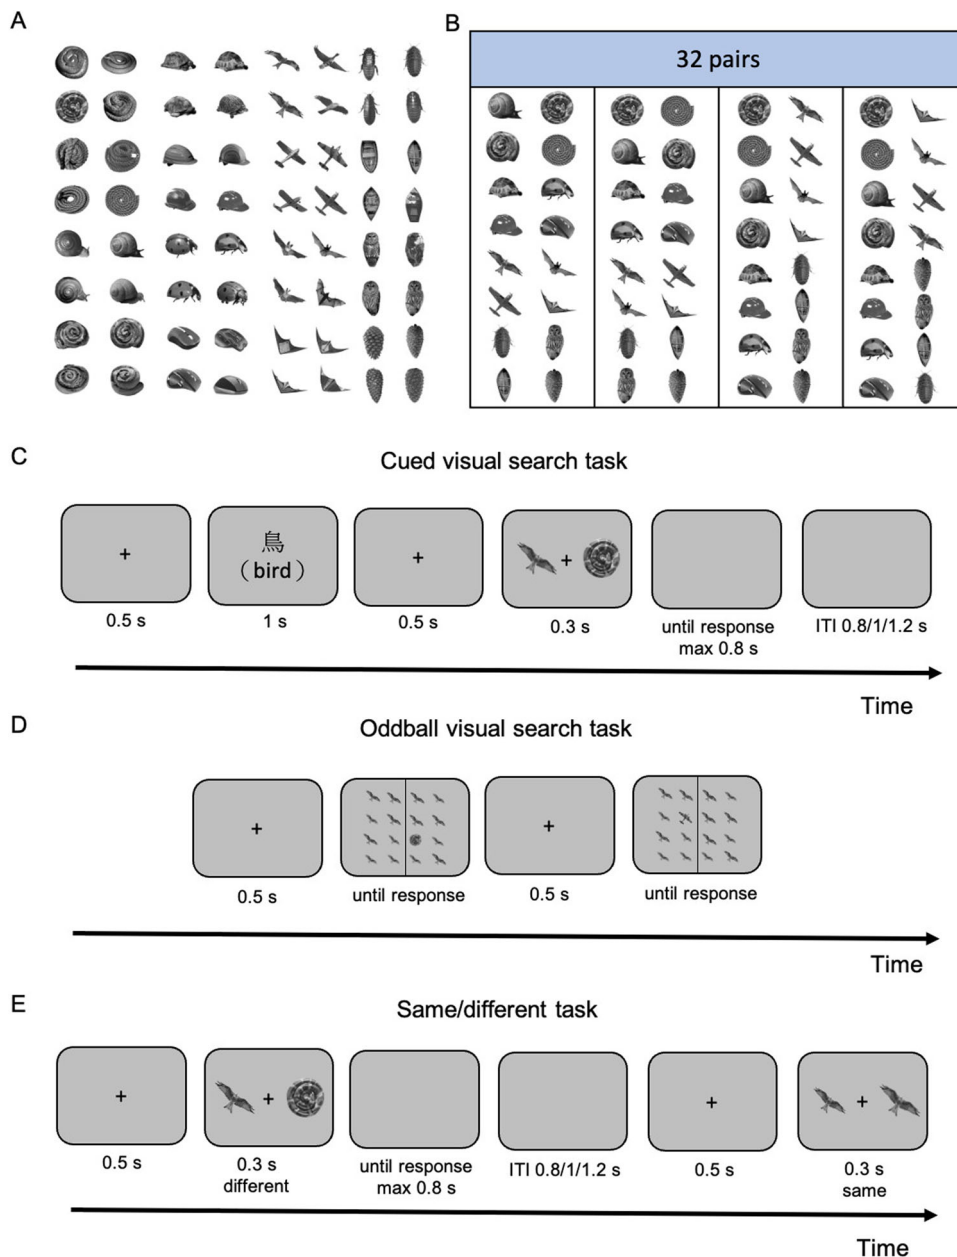 A
B
32 pairs
C
Cued visual search task
+
鳥
(bird)
+
+
0.5 s
1 s
0.5 s
0.3 s
until response
max 0.8 s
ITI 0.8/1/1.2 s
Time
D
Oddball visual search task
+
+
0.5 s
until response
0.5 s
until response
Time
E
Same/different task
+
+
+
+
0.5 s
0.3 s
different
until response
max 0.8 s
ITI 0.8/1/1.2 s
0.5 s
0.3 s
same
Time